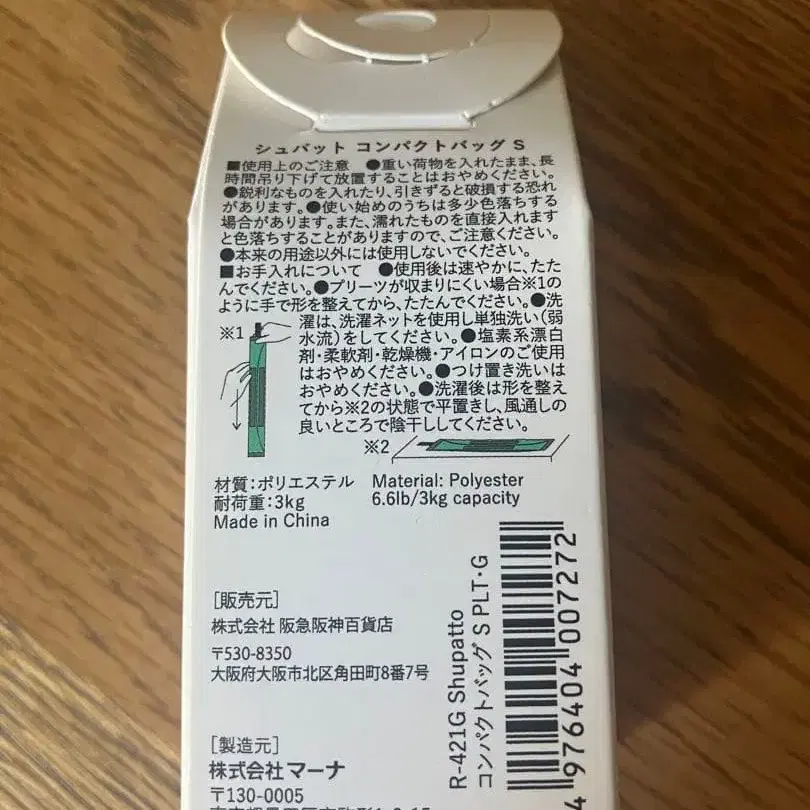 シュパット コンパクトバッグ S
■使用上のご注意　●重い荷物を入れたまま、長
時間吊り下げて放置することはおやめください。
●鋭利なものを入れたり、引きずると破損する恐れ
があります。●使い始めのうちは多少色落ちする
場合があります。また、濡れたものを直接入れます
と色落ちすることがありますので、ご注意ください。
●本来の用途以外には使用しないでください。
■お手入れについて　●使用後は速やかに、たた
んでください。●プリーツが収まりにくい場合※1の
ように手で形を整えてから、たたんでください。●洗
濯は、洗濯ネットを使用し単独洗い(弱
水流)をしてください。●塩素系漂白
剤・柔軟剤・乾燥機・アイロンのご使用
はおやめください。●つけ置き洗いは
おやめください。●洗濯後は形を整え
てから※2の状態で平置きし、風通しの
良いところで陰干ししてください。
※1
※2
材質:ポリエステル
耐荷重:3kg
Made in China
Material: Polyester
6.6lb/3kg capacity
[販売元]
株式会社 阪急阪神百貨店
〒530-8350
大阪府大阪市北区角田町8番7号
[製造元]
株式会社 マーナ
〒130-0005
R-421G Shupatto
コンパクトバッグ S PLT・G
4 976404 007272